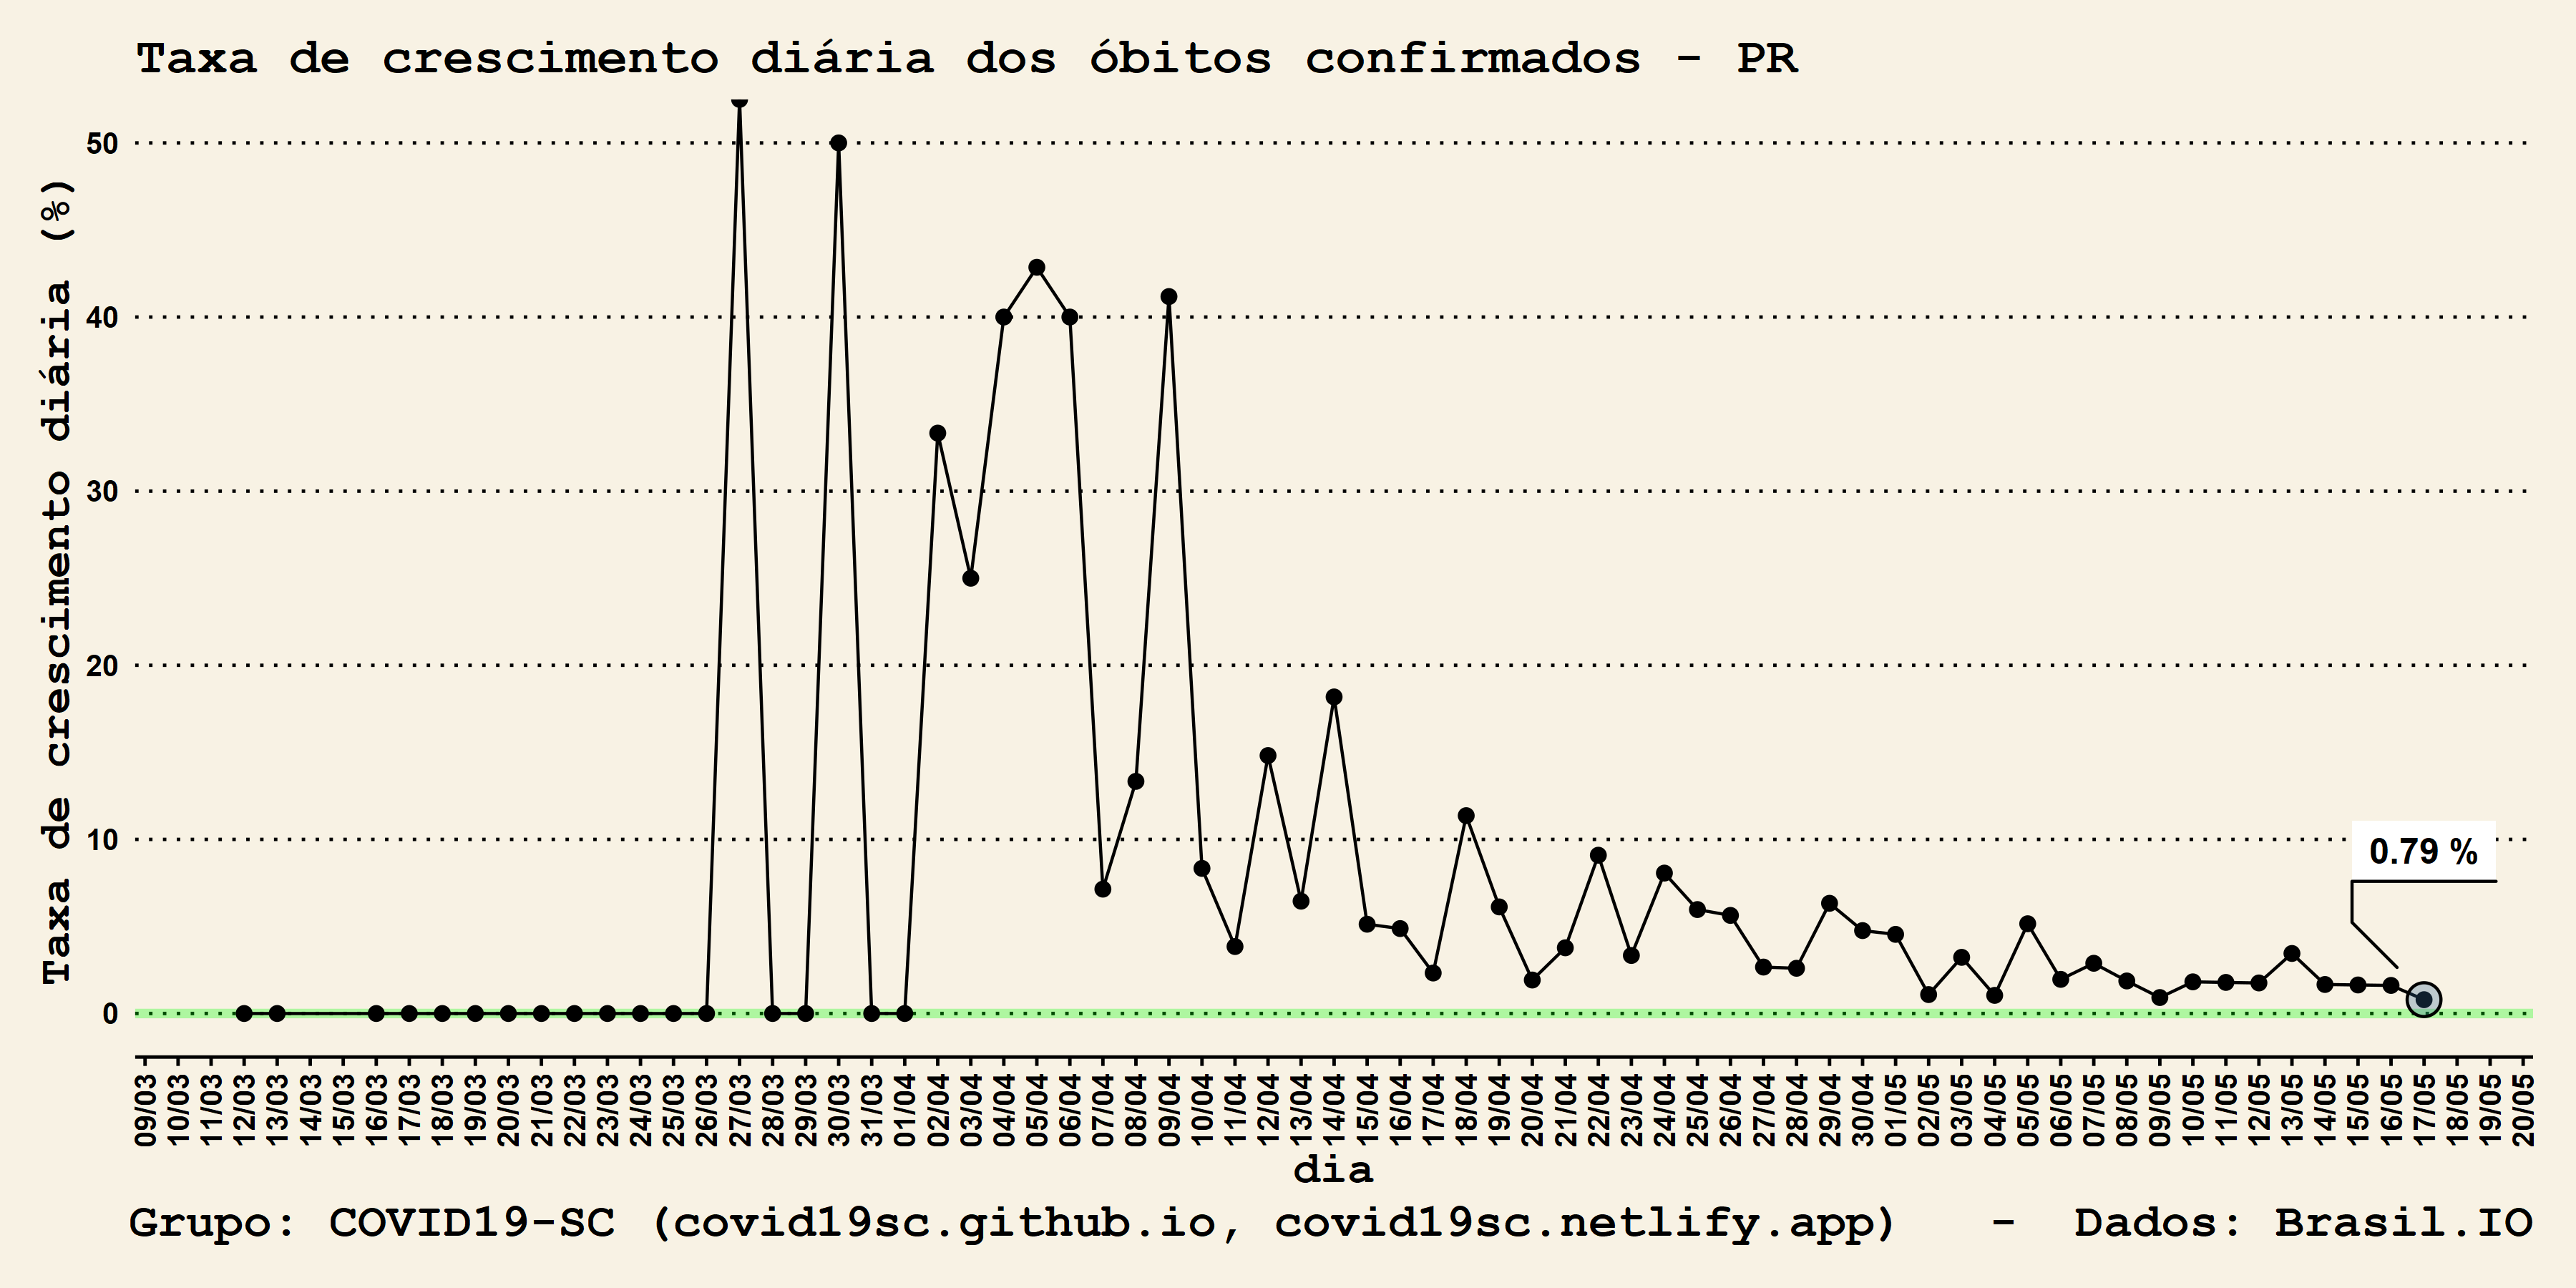 Taxa de crescimento diária dos óbitos confirmados - PR
Taxa de crescimento diária (%)
50
40
30
20
10
0
0.79 %
09/03 10/03 11/03 12/03 13/03 14/03 15/03 16/03 17/03 18/03 19/03 20/03 21/03 22/03 23/03 24/03 25/03 26/03 27/03 28/03 29/03 30/03 31/03 01/04 02/04 03/04 04/04 05/04 06/04 07/04 08/04 09/04 10/04 11/04 12/04 13/04 14/04 15/04 16/04 17/04 18/04 19/04 20/04 21/04 22/04 23/04 24/04 25/04 26/04 27/04 28/04 29/04 30/04 01/05 02/05 03/05 04/05 05/05 06/05 07/05 08/05 09/05 10/05 11/05 12/05 13/05 14/05 15/05 16/05 17/05 18/05 19/05 20/05
dia
Grupo: COVID19-SC (covid19sc.github.io, covid19sc.netlify.app) - Dados: Brasil.IO